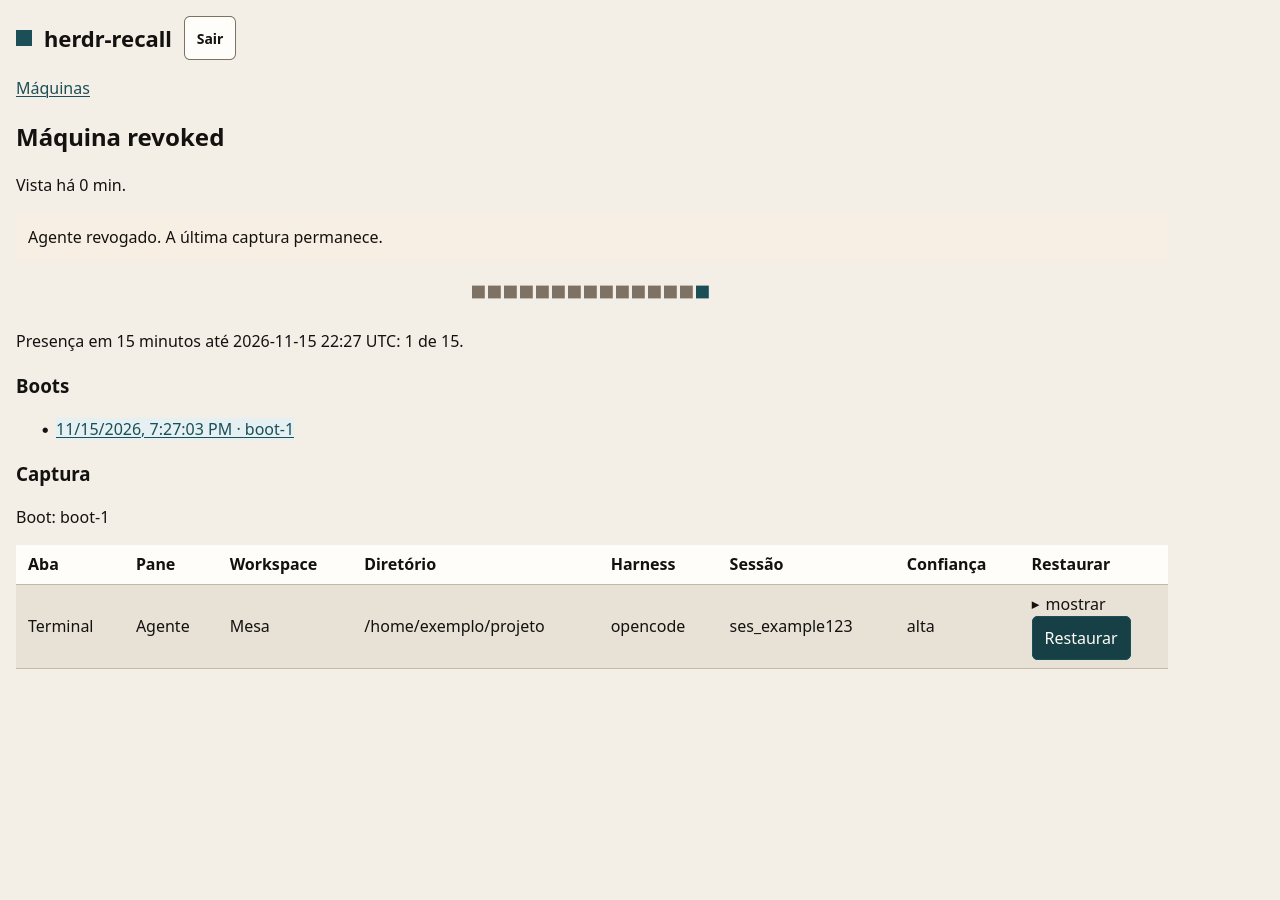 herdr-recall Sair
Máquinas
Máquina revoked
Vista há 0 min.
Agente revogado. A última captura permanece.
Presença em 15 minutos até 2026-11-15 22:27 UTC: 1 de 15.
Boots
• 11/15/2026, 7:27:03 PM · boot-1
Captura
Boot: boot-1
Aba Pane Workspace Diretório Harness Sessão Confiança Restaurar
Terminal Agente Mesa /home/exemplo/projeto opencode ses_example123 alta ▸ mostrar
Restaurar